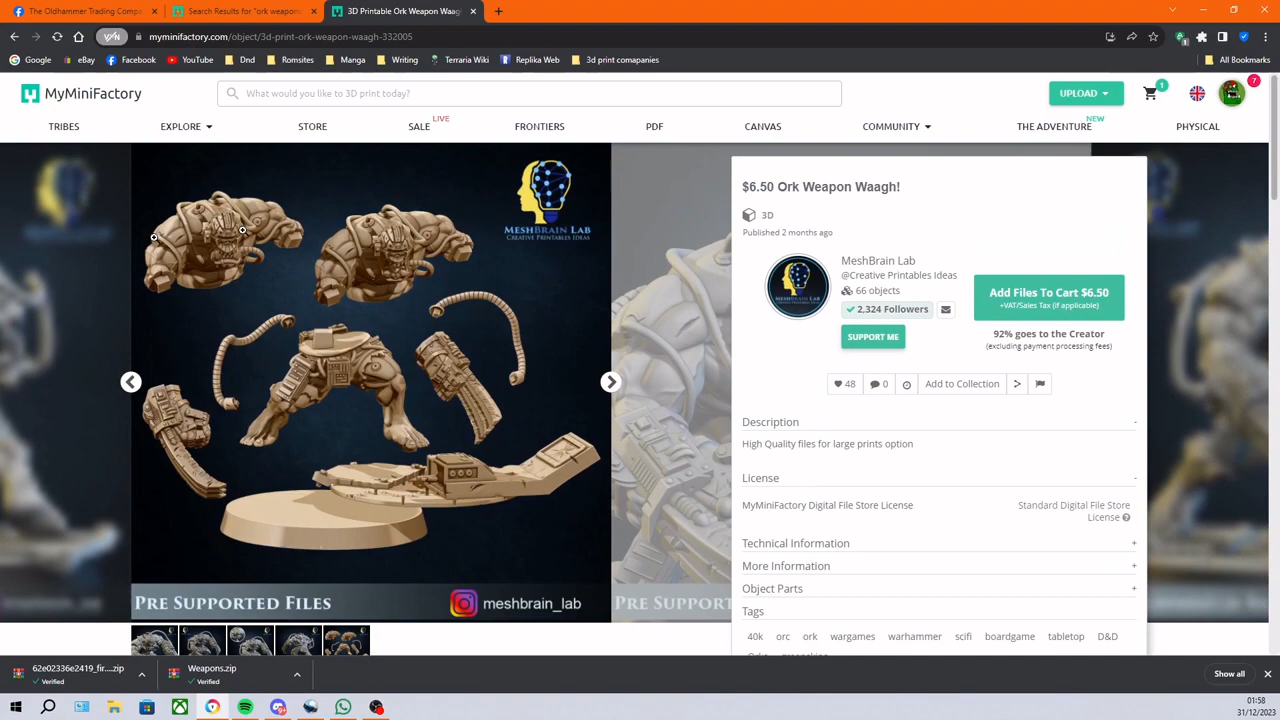 The Oldhammer Trading Compa
Search Results for "ork weapons
3D Printable Ork Weapon Waagh!
myminifactory.com/object/3d-print-ork-weapon-waagh-332005
Google
eBay
Facebook
YouTube
Dnd
Romsites
Manga
Writing
Terraria Wiki
Replika Web
3d print comapanies
All Bookmarks
MyMiniFactory
What would you like to 3D print today?
UPLOAD
1
7
TRIBES
EXPLORE
STORE
SALE
LIVE
FRONTIERS
PDF
CANVAS
COMMUNITY
THE ADVENTURE
NEW
PHYSICAL
MESHBRAIN LAB
CREATIVE PRINTABLES IDEAS
PRE SUPPORTED FILES
meshbrain_lab
$6.50 Ork Weapon Waagh!
3D
Published 2 months ago
MeshBrain Lab
@Creative Printables Ideas
66 objects
2,324 Followers
SUPPORT ME
Add Files To Cart $6.50
+VAT/Sales Tax (if applicable)
92% goes to the Creator
(excluding payment processing fees)
48
0
Add to Collection
Description
-
High Quality files for large prints option
License
-
MyMiniFactory Digital File Store License
Standard Digital File Store
License
Technical Information
+
More Information
+
Object Parts
+
Tags
40k orc ork wargames warhammer scifi boardgame tabletop D&D
62e02336e2419_fir....zip
Verified
Weapons.zip
Verified
Show all
01:58
31/12/2023